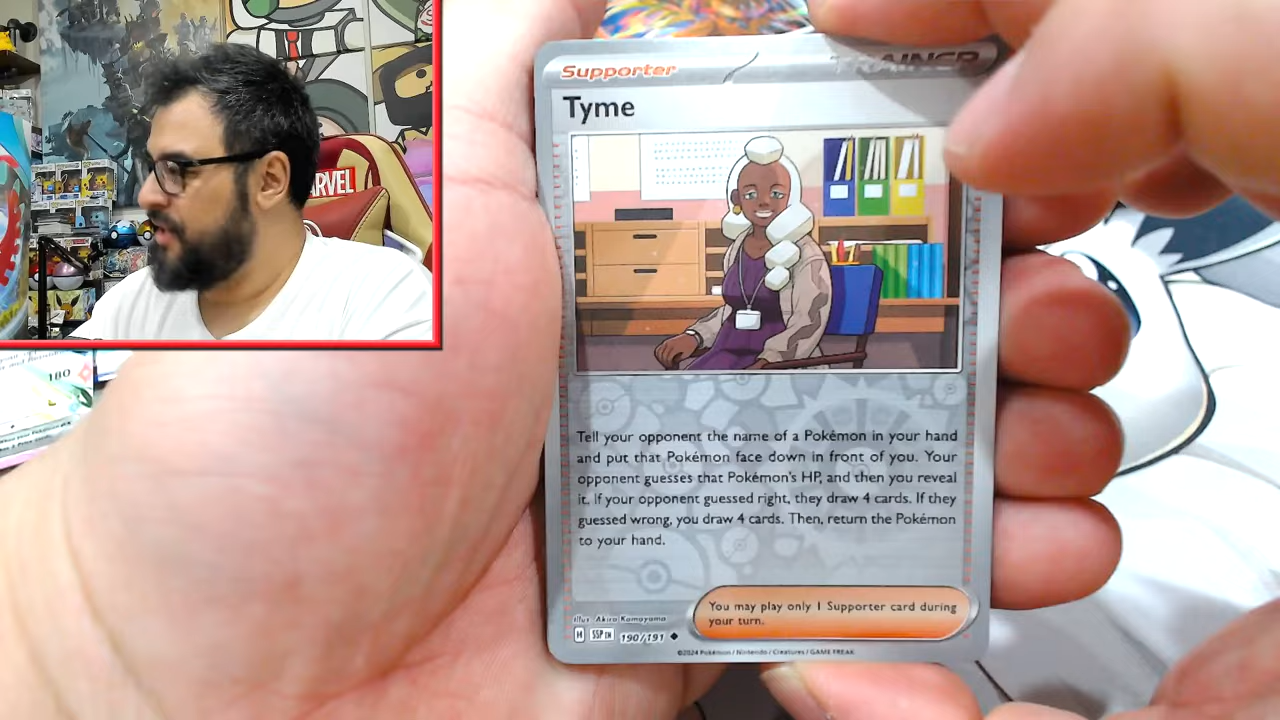 Supporter
TRAINER
Tyme
MARVEL
180
Tell your opponent the name of a Pokémon in your hand
and put that Pokémon face down in front of you. Your
opponent guesses that Pokémon's HP, and then you reveal
it. If your opponent guessed right, they draw 4 cards. If they
guessed wrong, you draw 4 cards. Then, return the Pokémon
to your hand.
You may play only 1 Supporter card during
your turn.
Illus. Akira Komayama
H SSP EN 190/191
©2024 Pokémon / Nintendo / Creatures / GAME FREAK